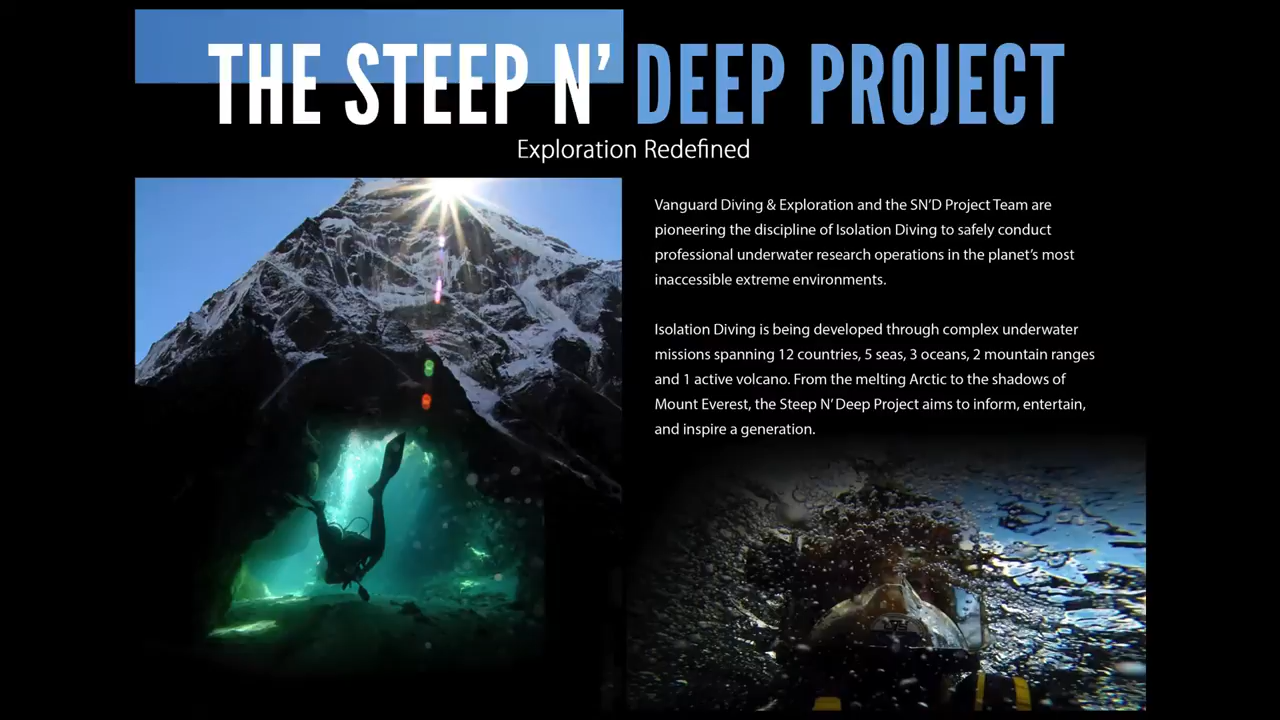 THE STEEP N’ DEEP PROJECT
Exploration Redefined
Vanguard Diving & Exploration and the SN’D Project Team are
pioneering the discipline of Isolation Diving to safely conduct
professional underwater research operations in the planet’s most
inaccessible extreme environments.
Isolation Diving is being developed through complex underwater
missions spanning 12 countries, 5 seas, 3 oceans, 2 mountain ranges
and 1 active volcano. From the melting Arctic to the shadows of
Mount Everest, the Steep N’ Deep Project aims to inform, entertain,
and inspire a generation.